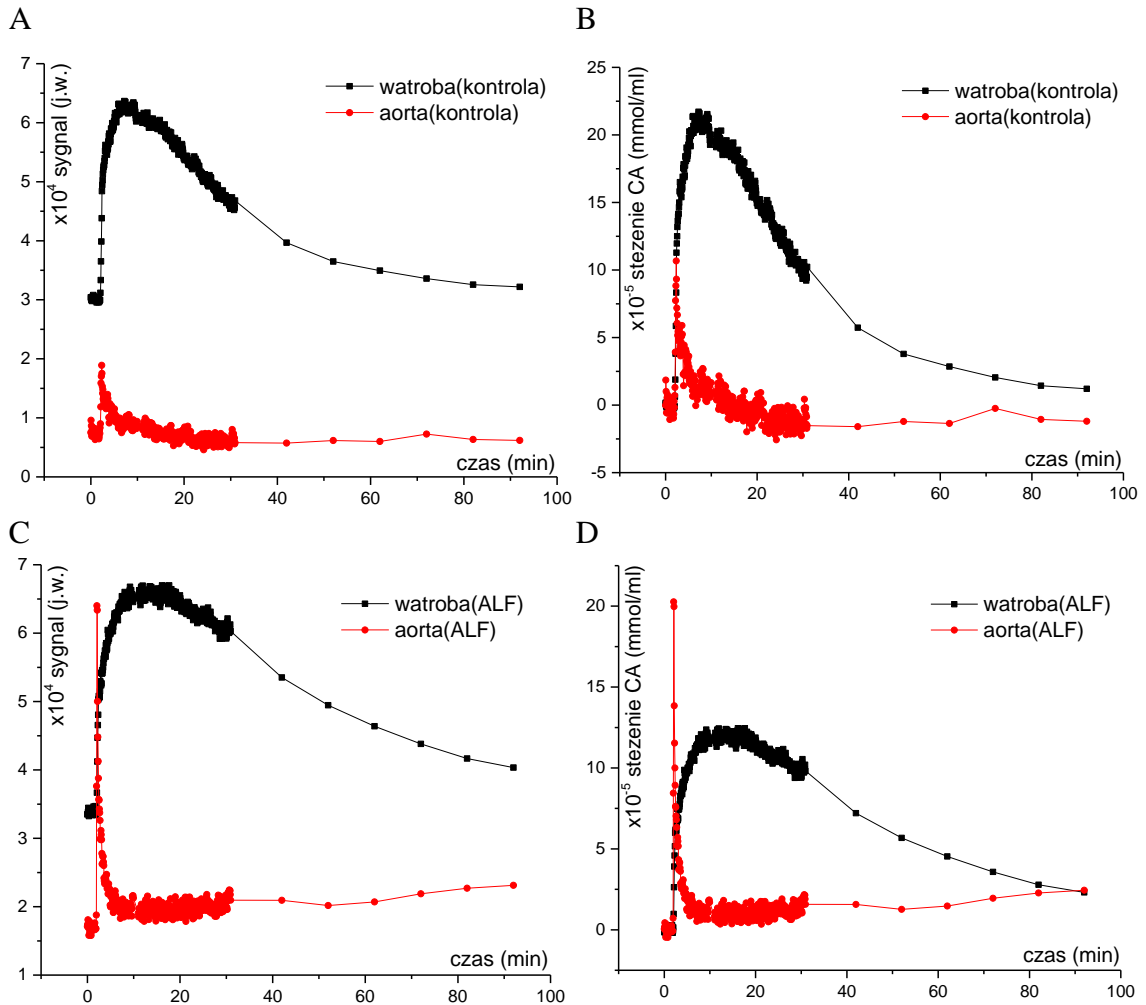 A
x10⁴ sygnal (j.w.)
7
6
5
4
3
2
1
0
watroba(kontrola)
aorta(kontrola)
czas (min)
0 20 40 60 80 100
B
x10⁻⁵ stezenie CA (mmol/ml)
25
20
15
10
5
0
-5
watroba(kontrola)
aorta(kontrola)
czas (min)
0 20 40 60 80 100
C
x10⁴ sygnal (j.w.)
7
6
5
4
3
2
1
watroba(ALF)
aorta(ALF)
czas (min)
0 20 40 60 80 100
D
x10⁻⁵ stezenie CA (mmol/ml)
20
15
10
5
0
watroba(ALF)
aorta(ALF)
czas (min)
0 20 40 60 80 100